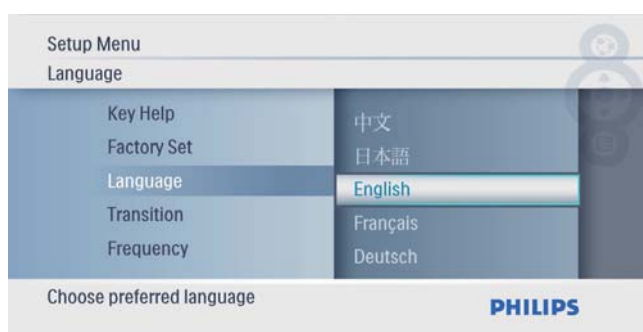 Setup Menu
Language
Key Help
Factory Set
Language
Transition
Frequency
中文
日本語
English
Français
Deutsch
Choose preferred language
PHILIPS